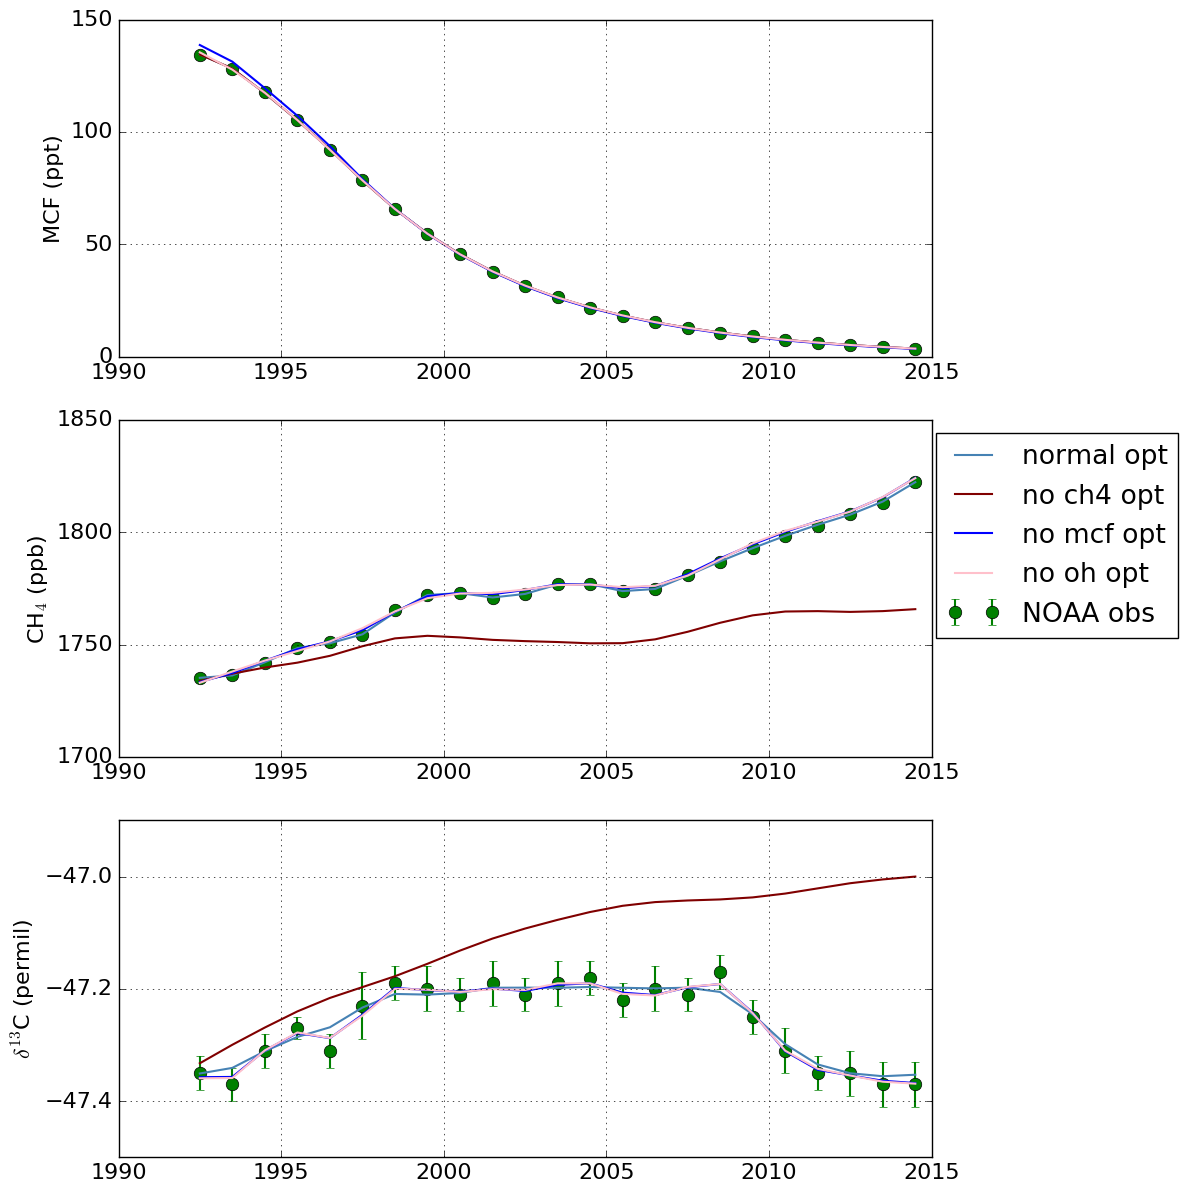 150
100
50
0
MCF (ppt)
1990 1995 2000 2005 2010 2015
1850
1800
1750
1700
CH₄ (ppb)
1990 1995 2000 2005 2010 2015
normal opt
no ch4 opt
no mcf opt
no oh opt
NOAA obs
−47.0
−47.2
−47.4
δ¹³C (permil)
1990 1995 2000 2005 2010 2015